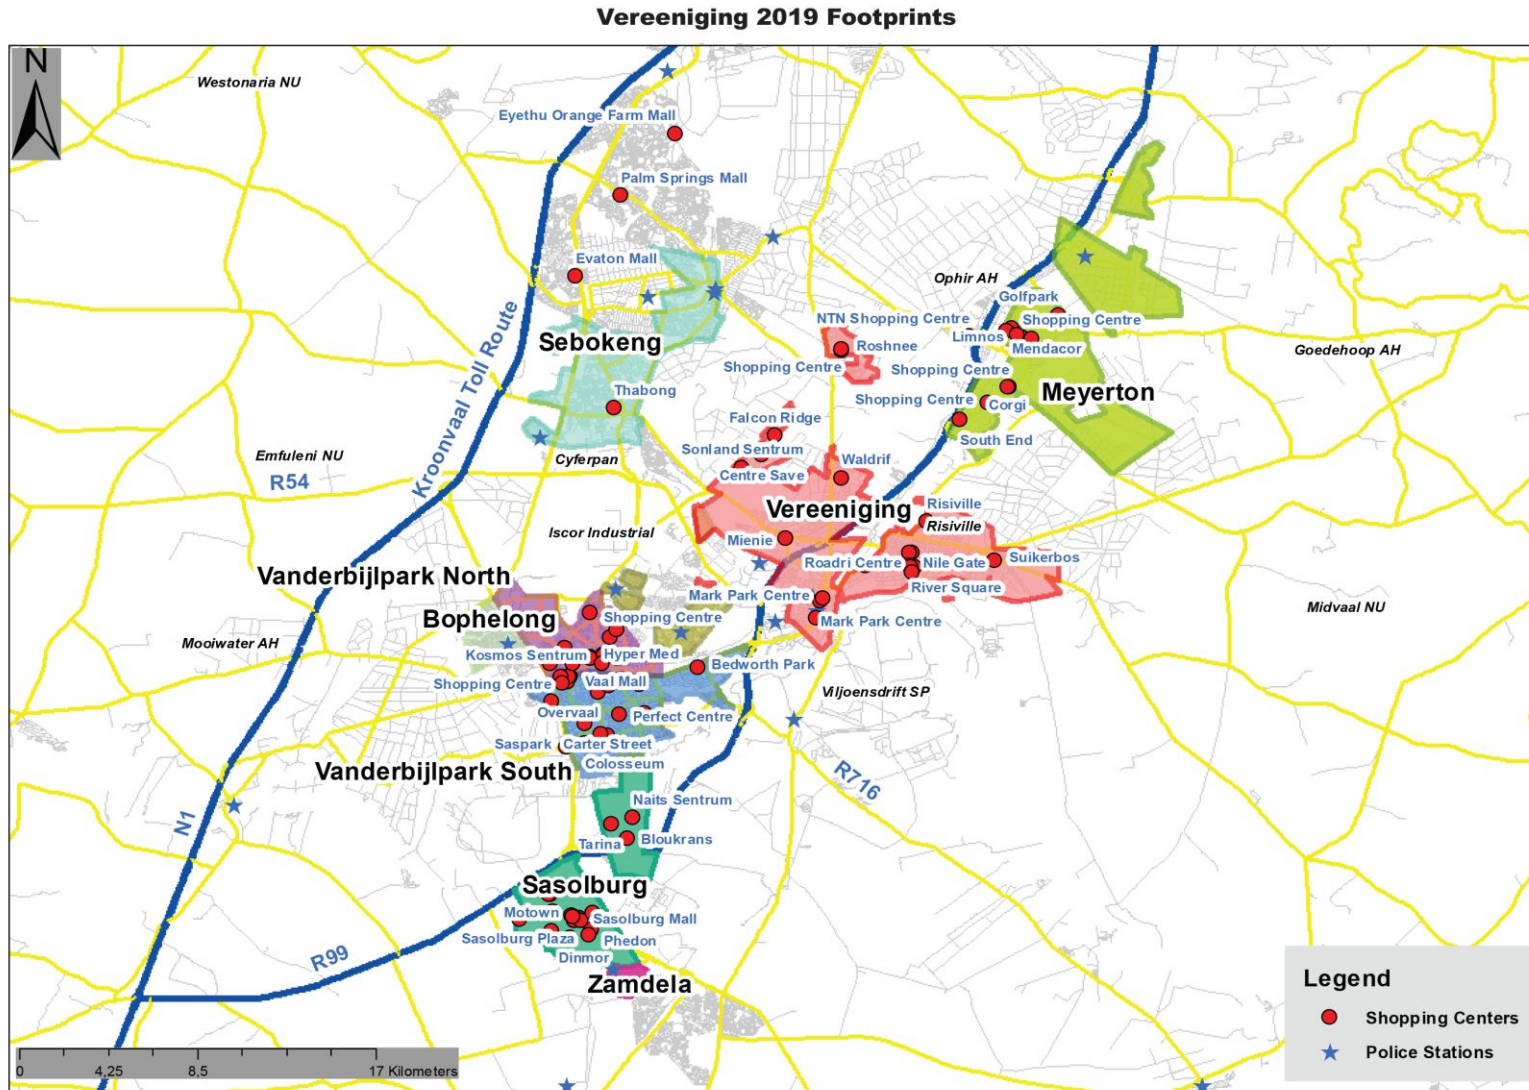 Vereeniging 2019 Footprints
N
Westonaria NU
Eyethu Orange Farm Mall
Palm Springs Mall
Evaton Mall
Ophir AH
Golfpark
NTN Shopping Centre
Shopping Centre
Limnos
Mendacor
Goedehoop AH
Sebokeng
Roshnee
Shopping Centre
Shopping Centre
Meyerton
Kroonvaal Toll Route
Thabong
Shopping Centre
Corgi
Falcon Ridge
South End
Sonland Sentrum
Waldrif
Emfuleni NU
Cyferpan
Centre Save
R54
Vereeniging
Risiville
Risiville
Iscor Industrial
Mienie
Roadri Centre
Nile Gate
Suikerbos
Vanderbijlpark North
River Square
Mark Park Centre
Midvaal NU
Bophelong
Shopping Centre
Mark Park Centre
Mooiwater AH
Kosmos Sentrum
Hyper Med
Bedworth Park
Shopping Centre
Vaal Mall
Viljoensdrift SP
Overvaal
Perfect Centre
Saspark
Carter Street
Colosseum
Vanderbijlpark South
R716
Naits Sentrum
N1
Tarina
Bloukrans
Sasolburg
Motown
Sasolburg Mall
Sasolburg Plaza
Phedon
Dinmor
R99
Zamdela
Legend
Shopping Centers
Police Stations
0 4,25 8,5 17 Kilometers